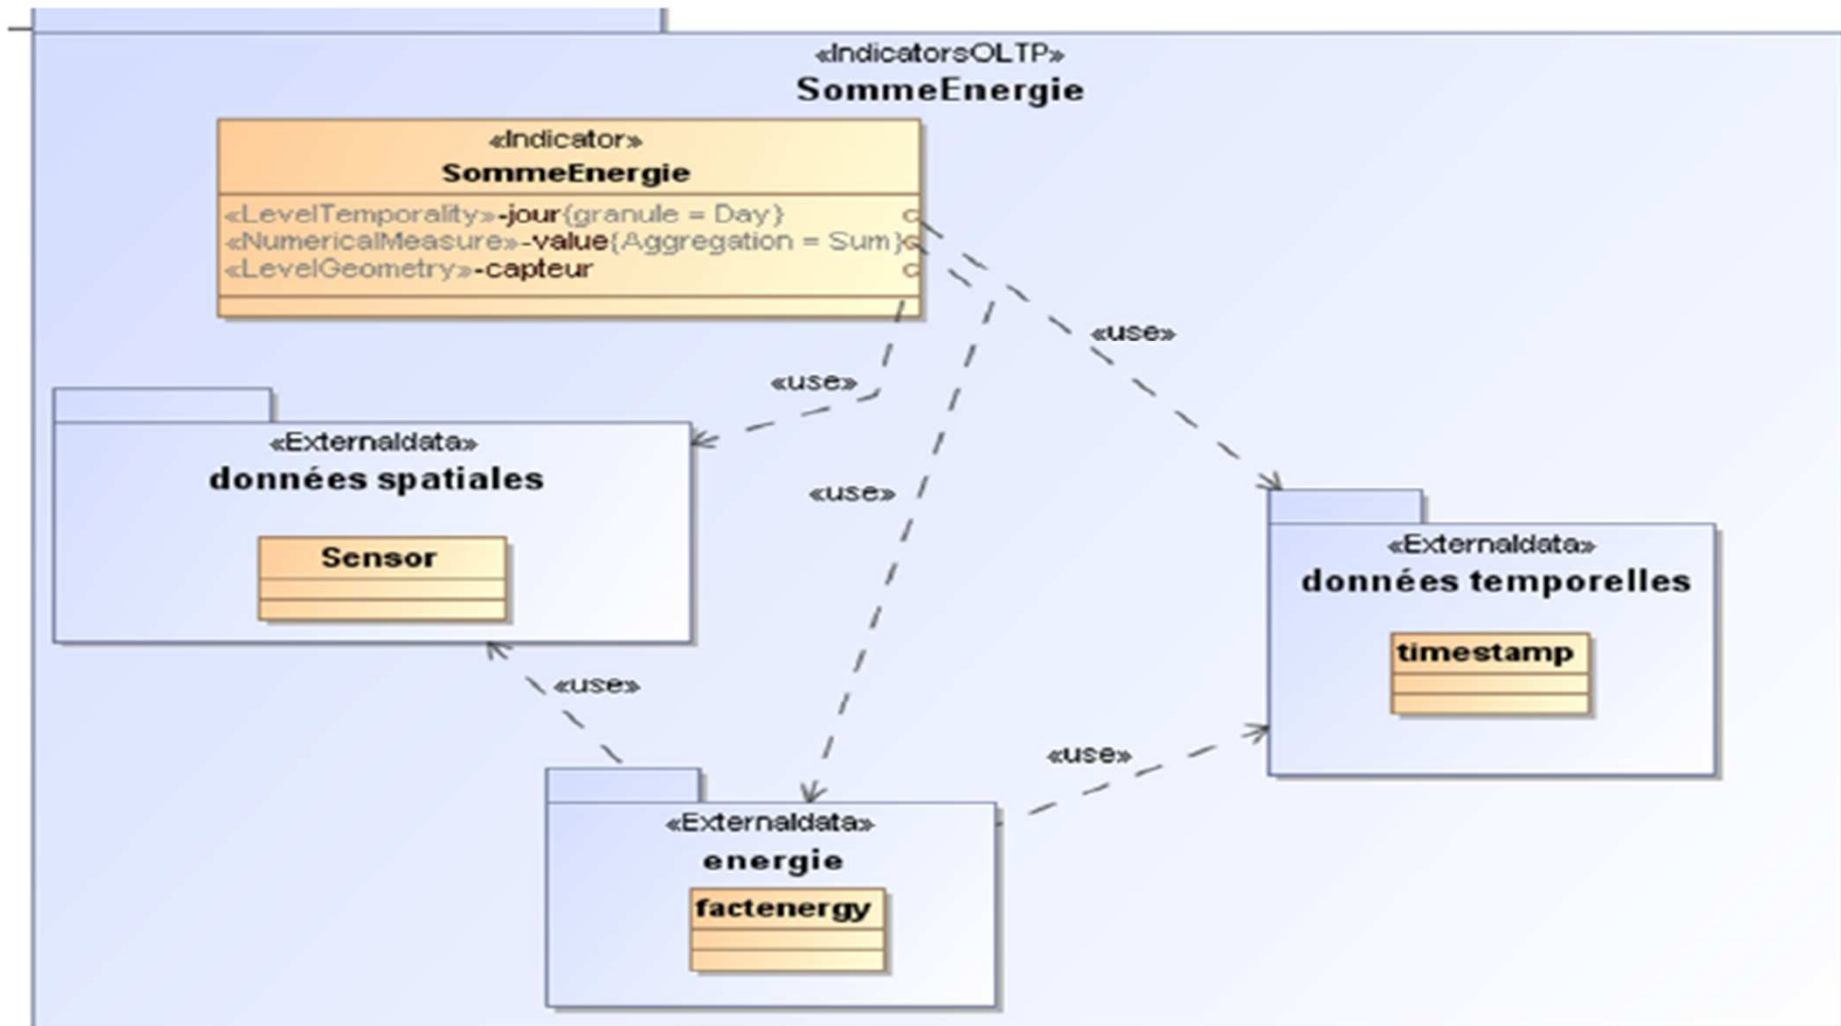 «IndicatorsOLTP»
SommeEnergie
«Indicator»
SommeEnergie
«LevelTemporality»-jour{granule = Day}
«NumericalMeasure»-value{Aggregation = Sum}
«LevelGeometry»-capteur
«use»
«use»
«Externaldata»
données spatiales
Sensor
«use»
«Externaldata»
données temporelles
timestamp
«use»
«use»
«Externaldata»
energie
factenergy